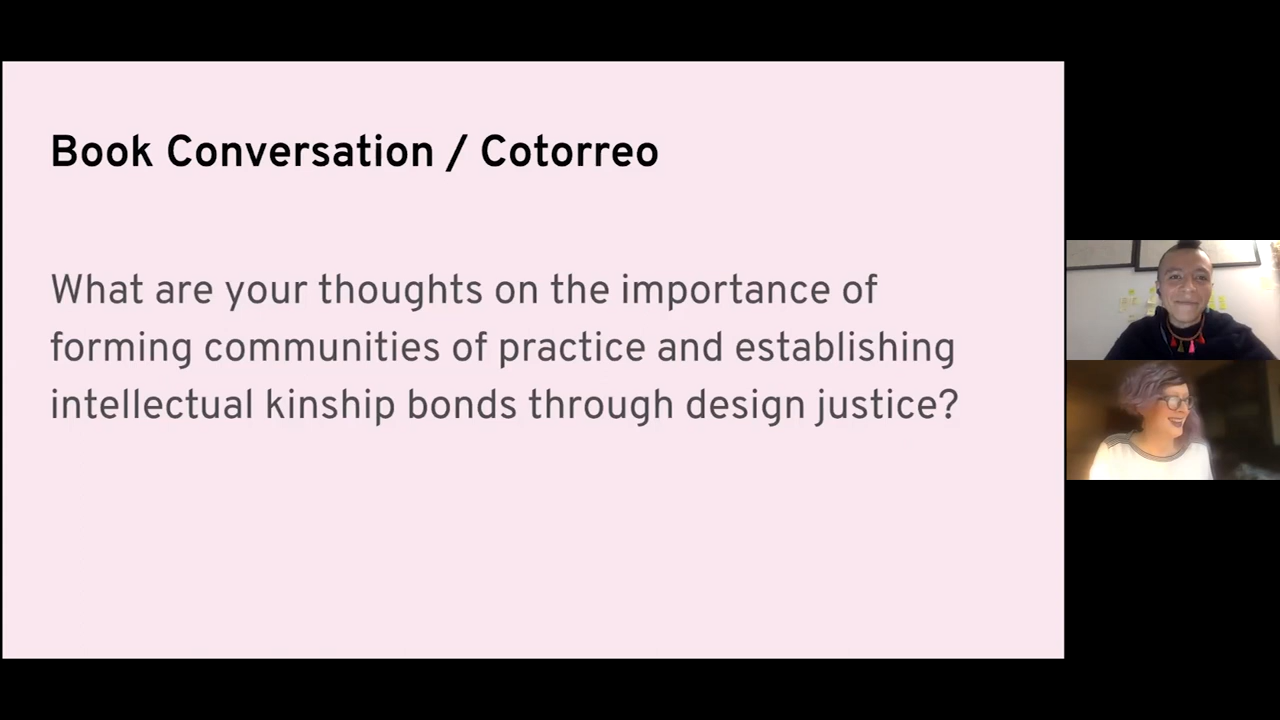 Book Conversation / Cotorreo
What are your thoughts on the importance of
forming communities of practice and establishing
intellectual kinship bonds through design justice?